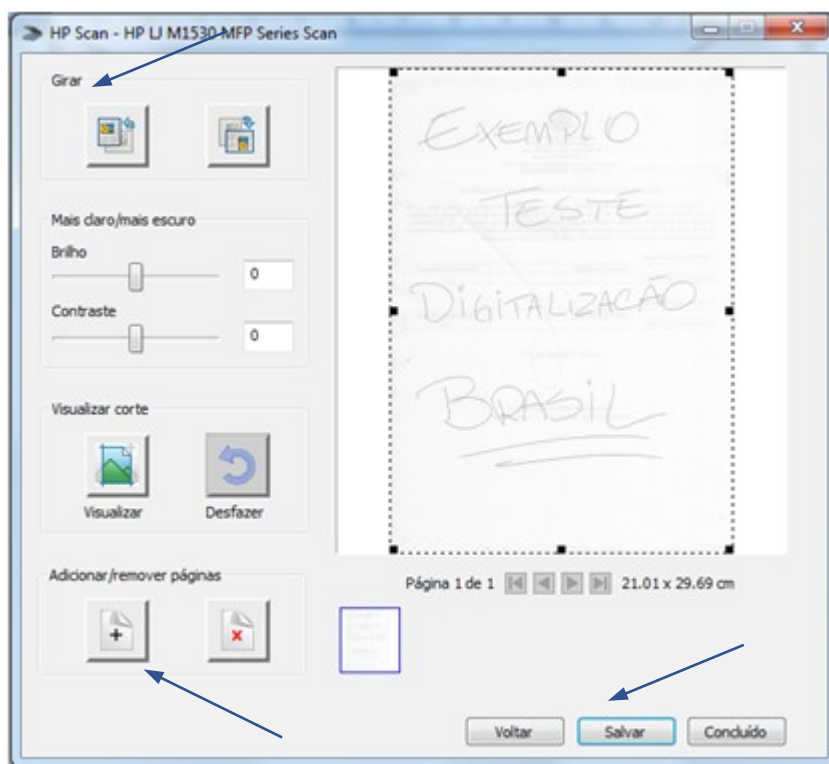 HP Scan - HP LJ M1530 MFP Series Scan
Girar
Mais claro/mais escuro
Brilho
0
Contraste
0
Visualizar corte
Visualizar
Desfazer
Adicionar/remover páginas
EXEMPLO
TESTE
DIGITALIZAÇÃO
BRASIL
Página 1 de 1
21.01 x 29.69 cm
Voltar
Salvar
Concluído